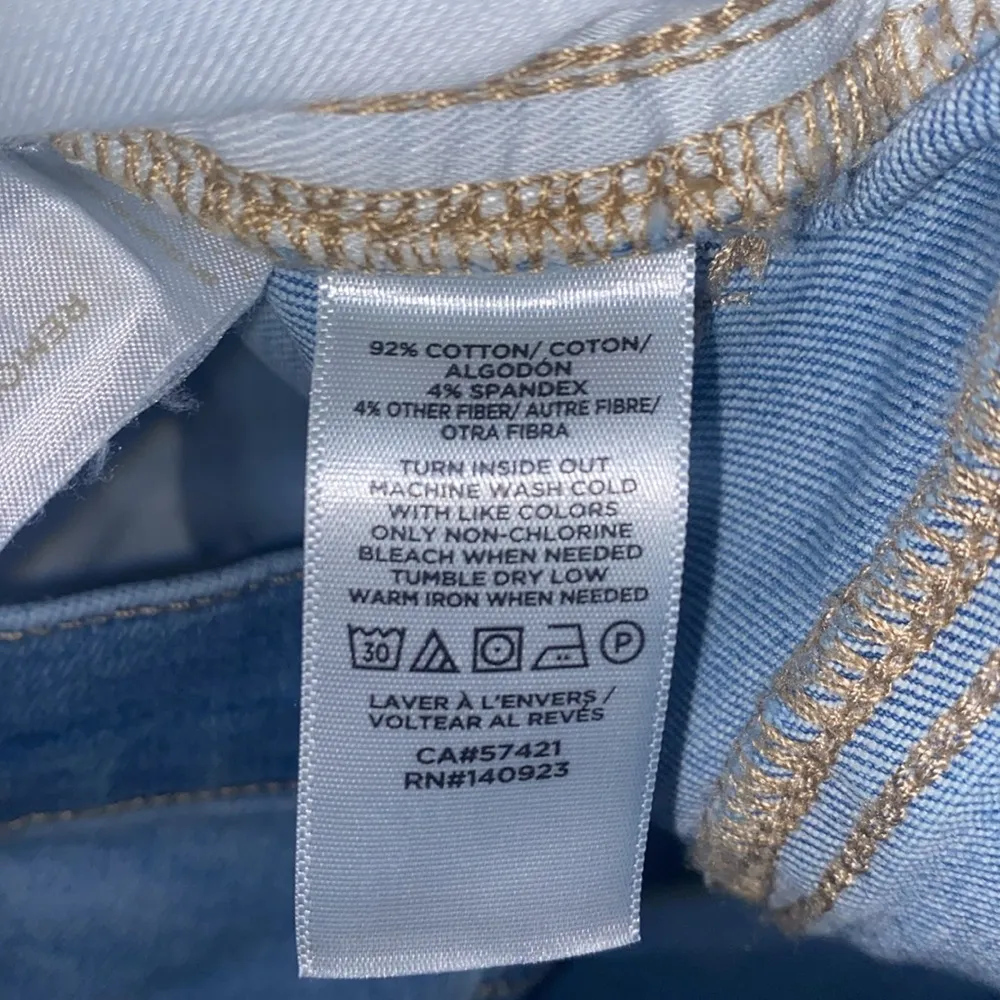 92% COTTON/ COTON/
ALGODÓN
4% SPANDEX
4% OTHER FIBER/ AUTRE FIBRE/
OTRA FIBRA
TURN INSIDE OUT
MACHINE WASH COLD
WITH LIKE COLORS
ONLY NON-CHLORINE
BLEACH WHEN NEEDED
TUMBLE DRY LOW
WARM IRON WHEN NEEDED
30 P
LAVER À L'ENVERS /
VOLTEAR AL REVÉS
CA#57421
RN#140923